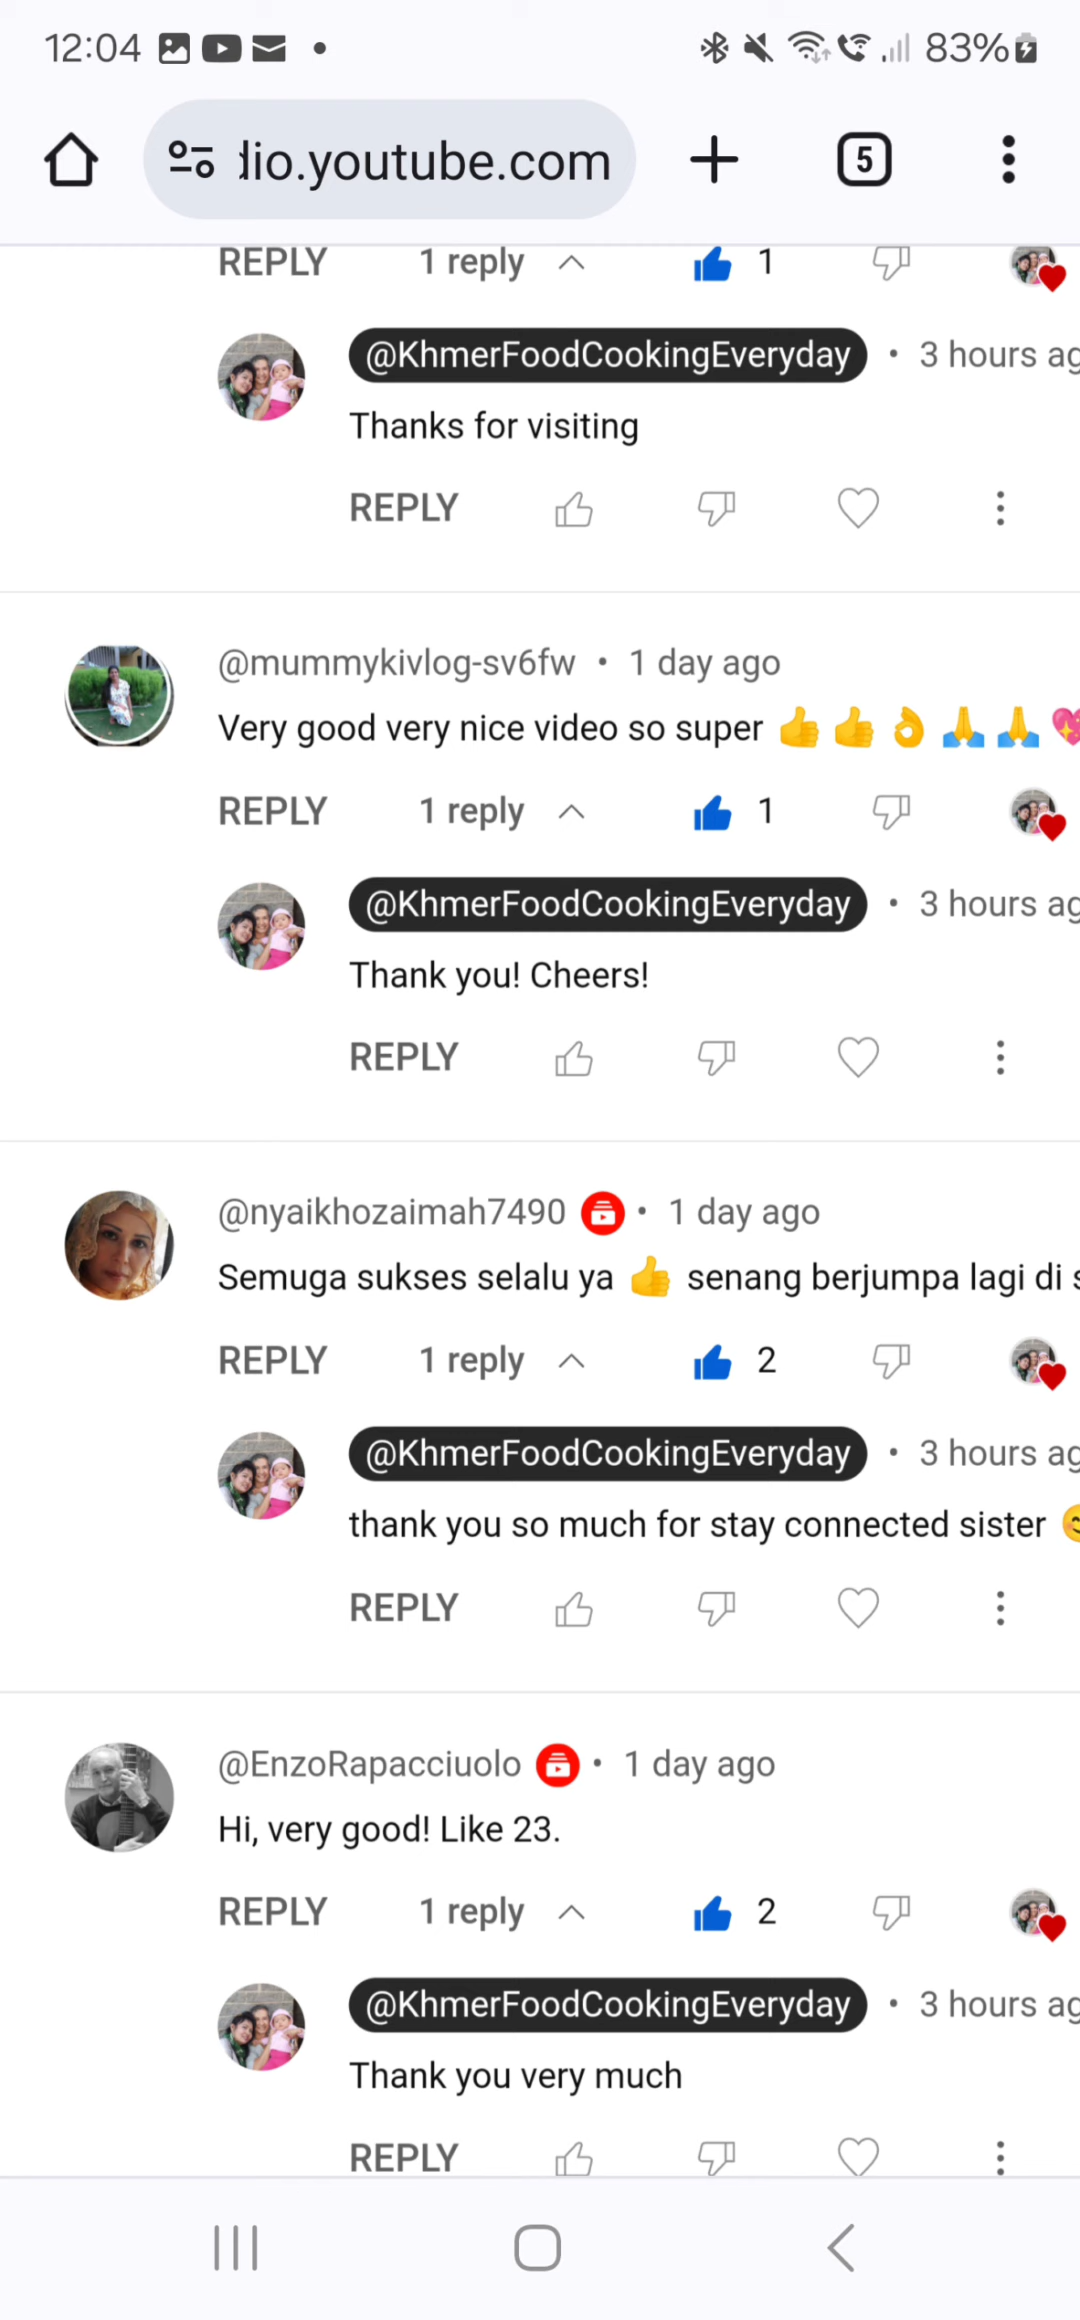 12:04 83%
lio.youtube.com 5
REPLY 1 reply 1
@KhmerFoodCookingEveryday • 3 hours ag
Thanks for visiting
REPLY
@mummykivlog-sv6fw • 1 day ago
Very good very nice video so super 👍👍👌🙏🙏💖
REPLY 1 reply 1
@KhmerFoodCookingEveryday • 3 hours ag
Thank you! Cheers!
REPLY
@nyaikhozaimah7490 • 1 day ago
Semuga sukses selalu ya 👍 senang berjumpa lagi di s
REPLY 1 reply 2
@KhmerFoodCookingEveryday • 3 hours ag
thank you so much for stay connected sister 😊
REPLY
@EnzoRapacciuolo • 1 day ago
Hi, very good! Like 23.
REPLY 1 reply 2
@KhmerFoodCookingEveryday • 3 hours ag
Thank you very much
REPLY